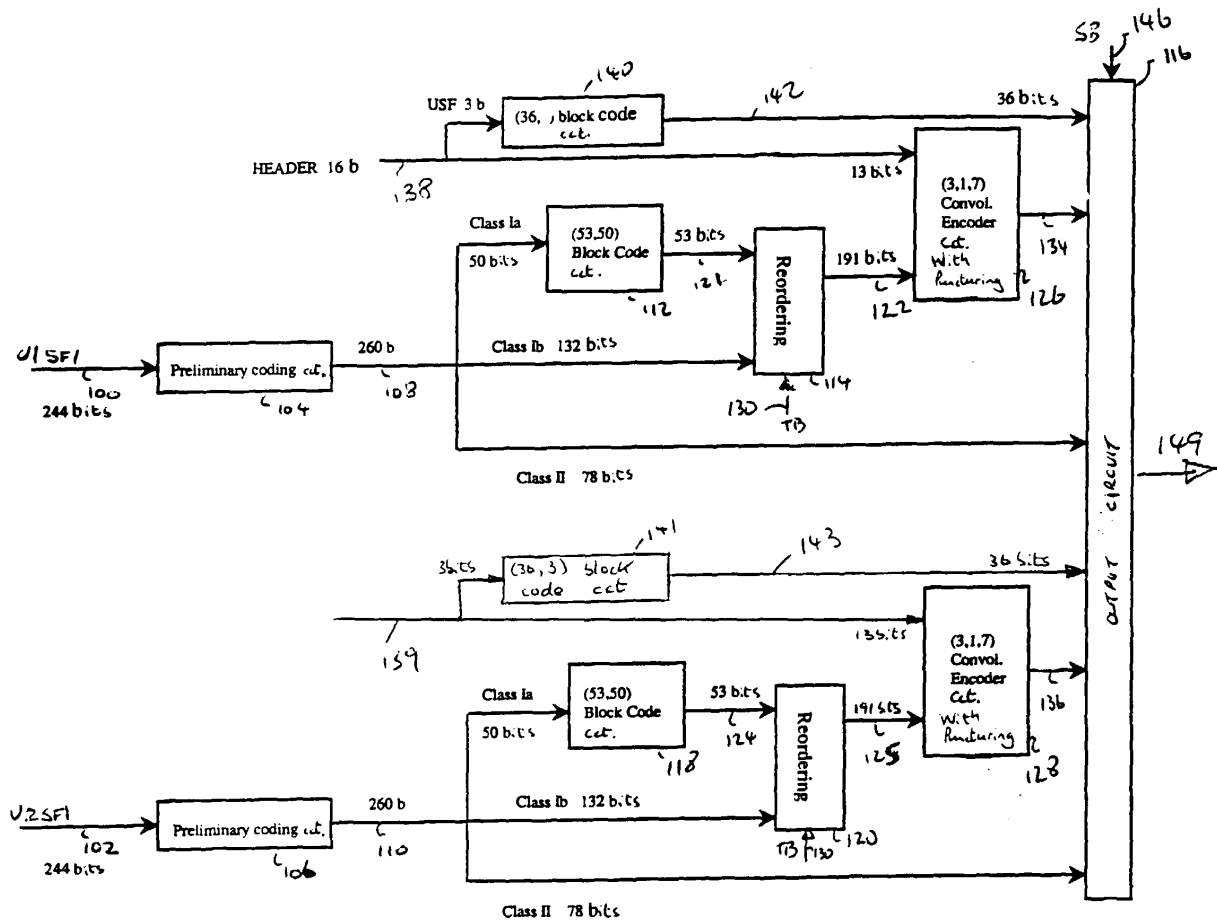 SB
146
116
140
USF 3 b
(36, , block code
cct.
142
36 bits
HEADER 16 b
138
13 bits
(3,1,7)
Convol.
Encoder
Cct.
With
Puncturing
134
126
Class Ia
50 bits
(53,50)
Block Code
cct.
112
53 bits
121
Reordering
191 bits
122
U1SF1
100
244 bits
Preliminary coding cct.
104
260 b
108
Class Ib 132 bits
114
130
TB
Class II 78 bits
OUTPUT CIRCUIT
149
141
3bits
(36,3) block
code cct
143
36 bits
139
13bits
(3,1,7)
Convol.
Encoder
Cct.
With
Puncturing
136
128
Class Ia
50 bits
(53,50)
Block Code
cct.
118
53 bits
124
Reordering
125
U2SF1
102
244 bits
Preliminary coding cct.
106
260 b
110
Class Ib 132 bits
TB
130
120
Class II 78 bits